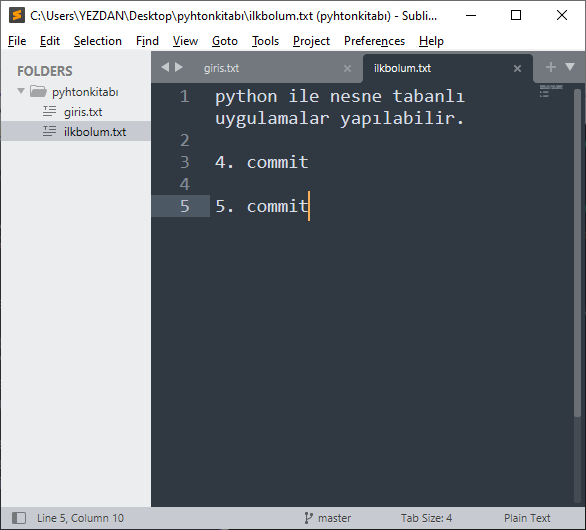 C:\Users\YEZDAN\Desktop\pyhtonkitabı\ilkbolum.txt (pyhtonkitabı) - Subli...
File Edit Selection Find View Goto Tools Project Preferences Help
FOLDERS
pyhtonkitabı
giris.txt
ilkbolum.txt
giris.txt ilkbolum.txt
1 python ile nesne tabanlı
uygulamalar yapılabilir.
2
3 4. commit
4
5 5. commit
Line 5, Column 10 master Tab Size: 4 Plain Text